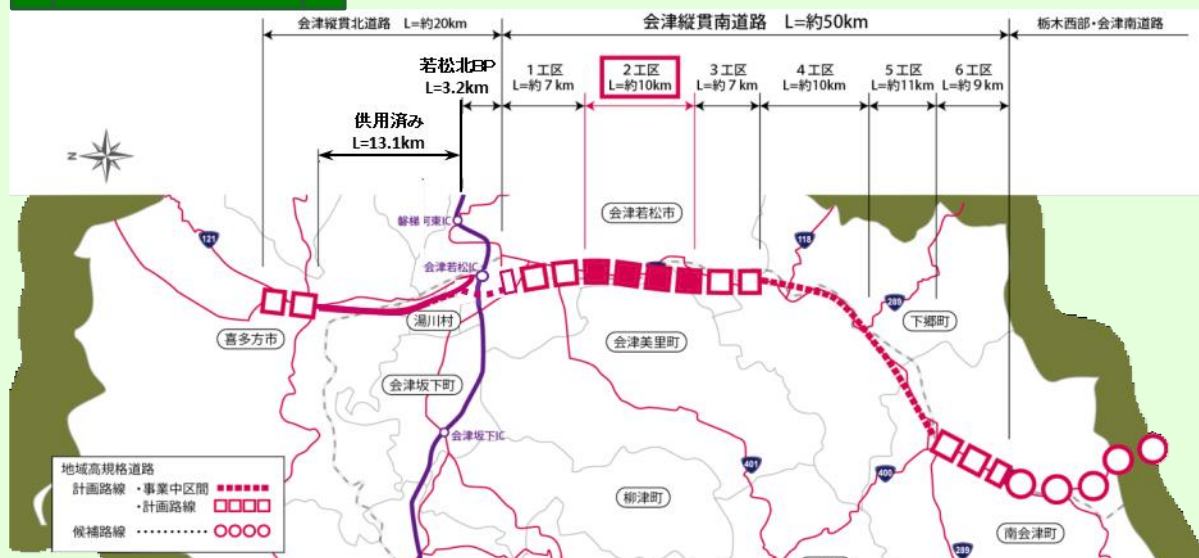 会津縦貫北道路 L=約20km
会津縦貫南道路 L=約50km
栃木西部・会津南道路
若松北BP
L=3.2km
1工区
L=約7km
2工区
L=約10km
3工区
L=約7km
4工区
L=約10km
5工区
L=約11km
6工区
L=約9km
供用済み
L=13.1km
N
会津若松市
磐梯河東IC
121
118
会津若松IC
289
下郷町
湯川村
喜多方市
会津美里町
会津坂下町
会津坂下IC
401
400
柳津町
南会津町
289
地域高規格道路
計画路線 ・事業中区間
・計画路線
候補路線 ・・・・・・・・・・